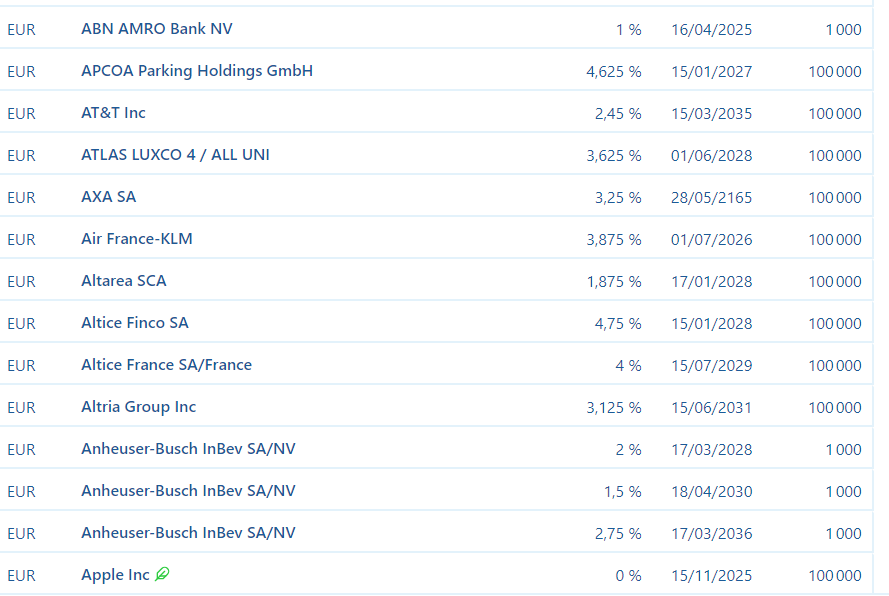 EUR ABN AMRO Bank NV 1 % 16/04/2025 1 000
EUR APCOA Parking Holdings GmbH 4,625 % 15/01/2027 100 000
EUR AT&T Inc 2,45 % 15/03/2035 100 000
EUR ATLAS LUXCO 4 / ALL UNI 3,625 % 01/06/2028 100 000
EUR AXA SA 3,25 % 28/05/2165 100 000
EUR Air France-KLM 3,875 % 01/07/2026 100 000
EUR Altarea SCA 1,875 % 17/01/2028 100 000
EUR Altice Finco SA 4,75 % 15/01/2028 100 000
EUR Altice France SA/France 4 % 15/07/2029 100 000
EUR Altria Group Inc 3,125 % 15/06/2031 100 000
EUR Anheuser-Busch InBev SA/NV 2 % 17/03/2028 1 000
EUR Anheuser-Busch InBev SA/NV 1,5 % 18/04/2030 1 000
EUR Anheuser-Busch InBev SA/NV 2,75 % 17/03/2036 1 000
EUR Apple Inc 0 % 15/11/2025 100 000